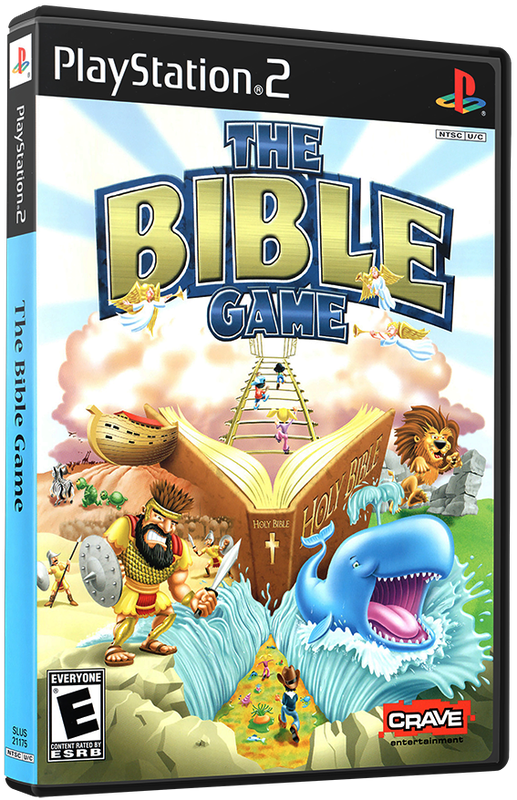 PlayStation®2
NTSC U/C
THE
BIBLE
GAME
HOLY BIBLE
HOLY BIBLE
EVERYONE
E
CONTENT RATED BY
ESRB
CRAVE
entertainment
PlayStation®2
The Bible Game
SLUS
21175
NTSC U/C